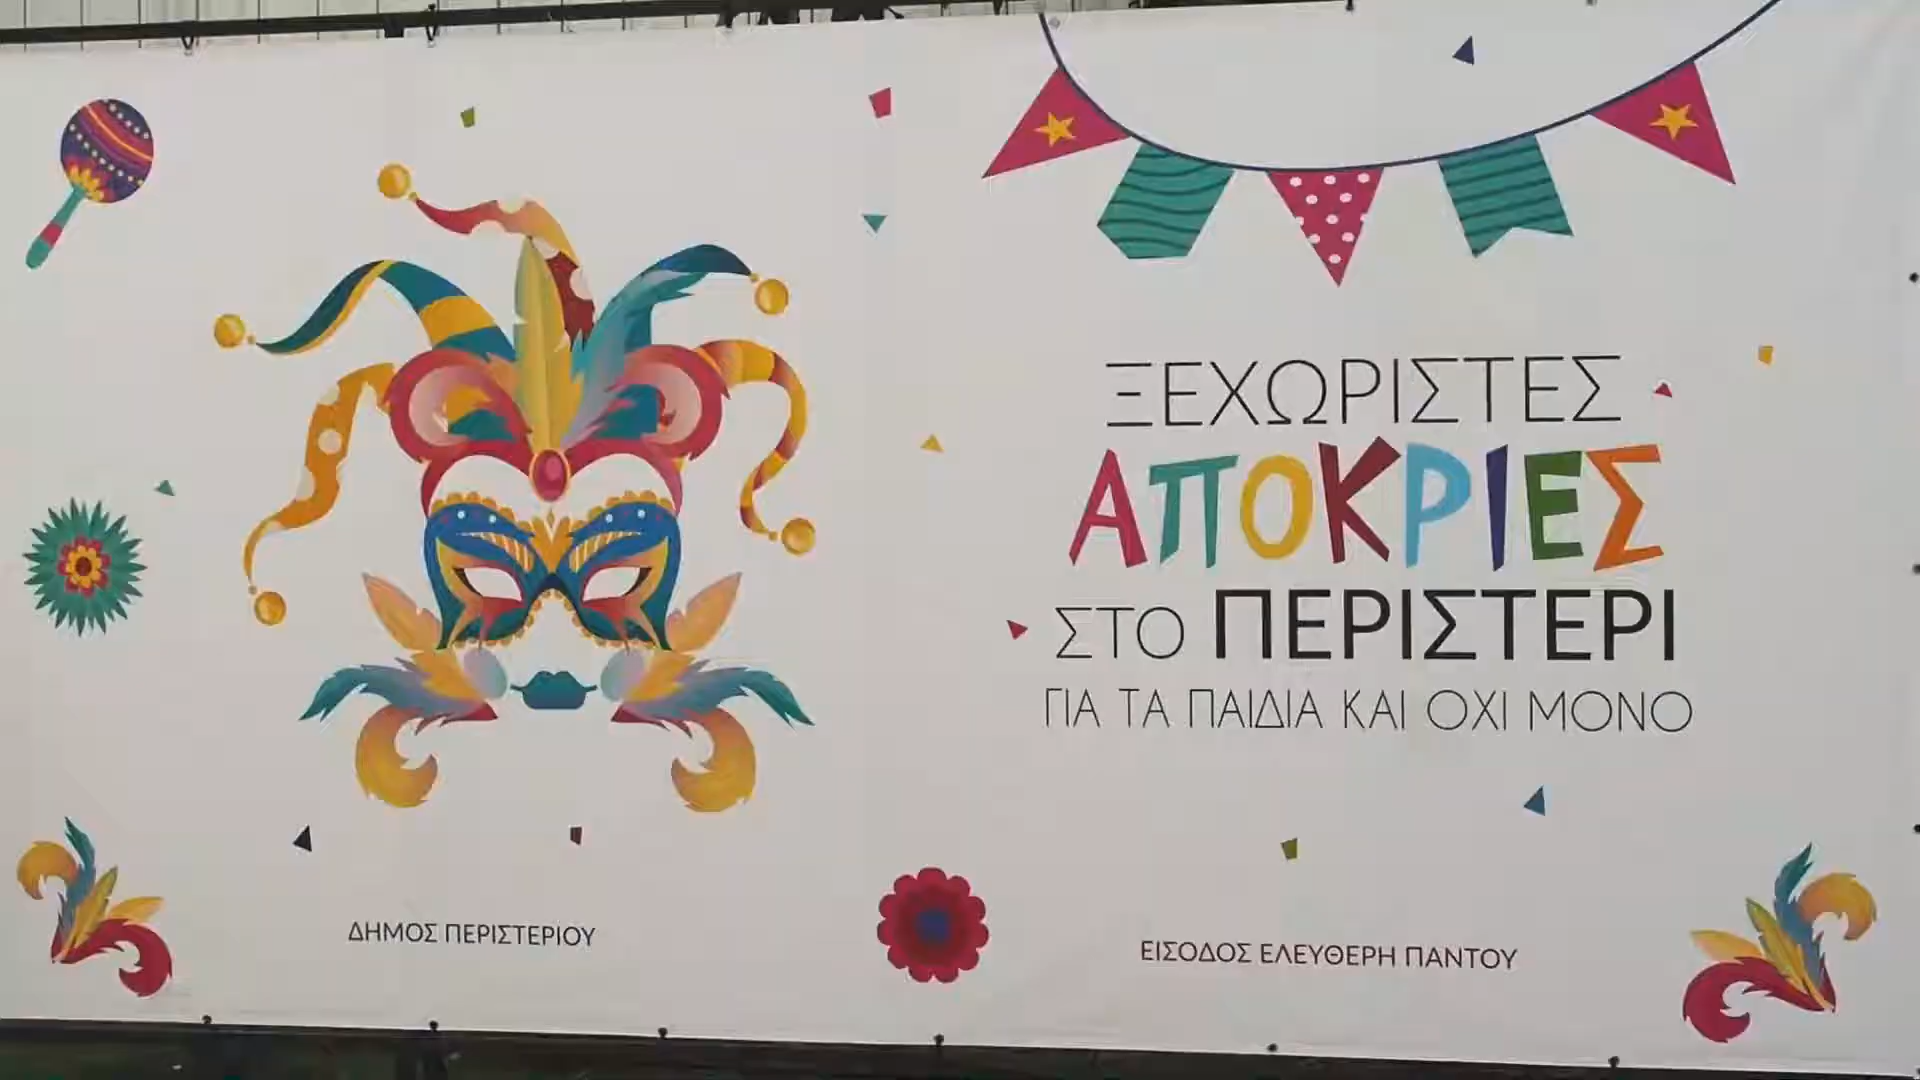 ΞΕΧΩΡΙΣΤΕΣ
ΑΠΟΚΡΙΕΣ
ΣΤΟ ΠΕΡΙΣΤΕΡΙ
ΓΙΑ ΤΑ ΠΑΙΔΙΑ ΚΑΙ ΟΧΙ ΜΟΝΟ
ΔΗΜΟΣ ΠΕΡΙΣΤΕΡΙΟΥ
ΕΙΣΟΔΟΣ ΕΛΕΥΘΕΡΗ ΠΑΝΤΟΥ